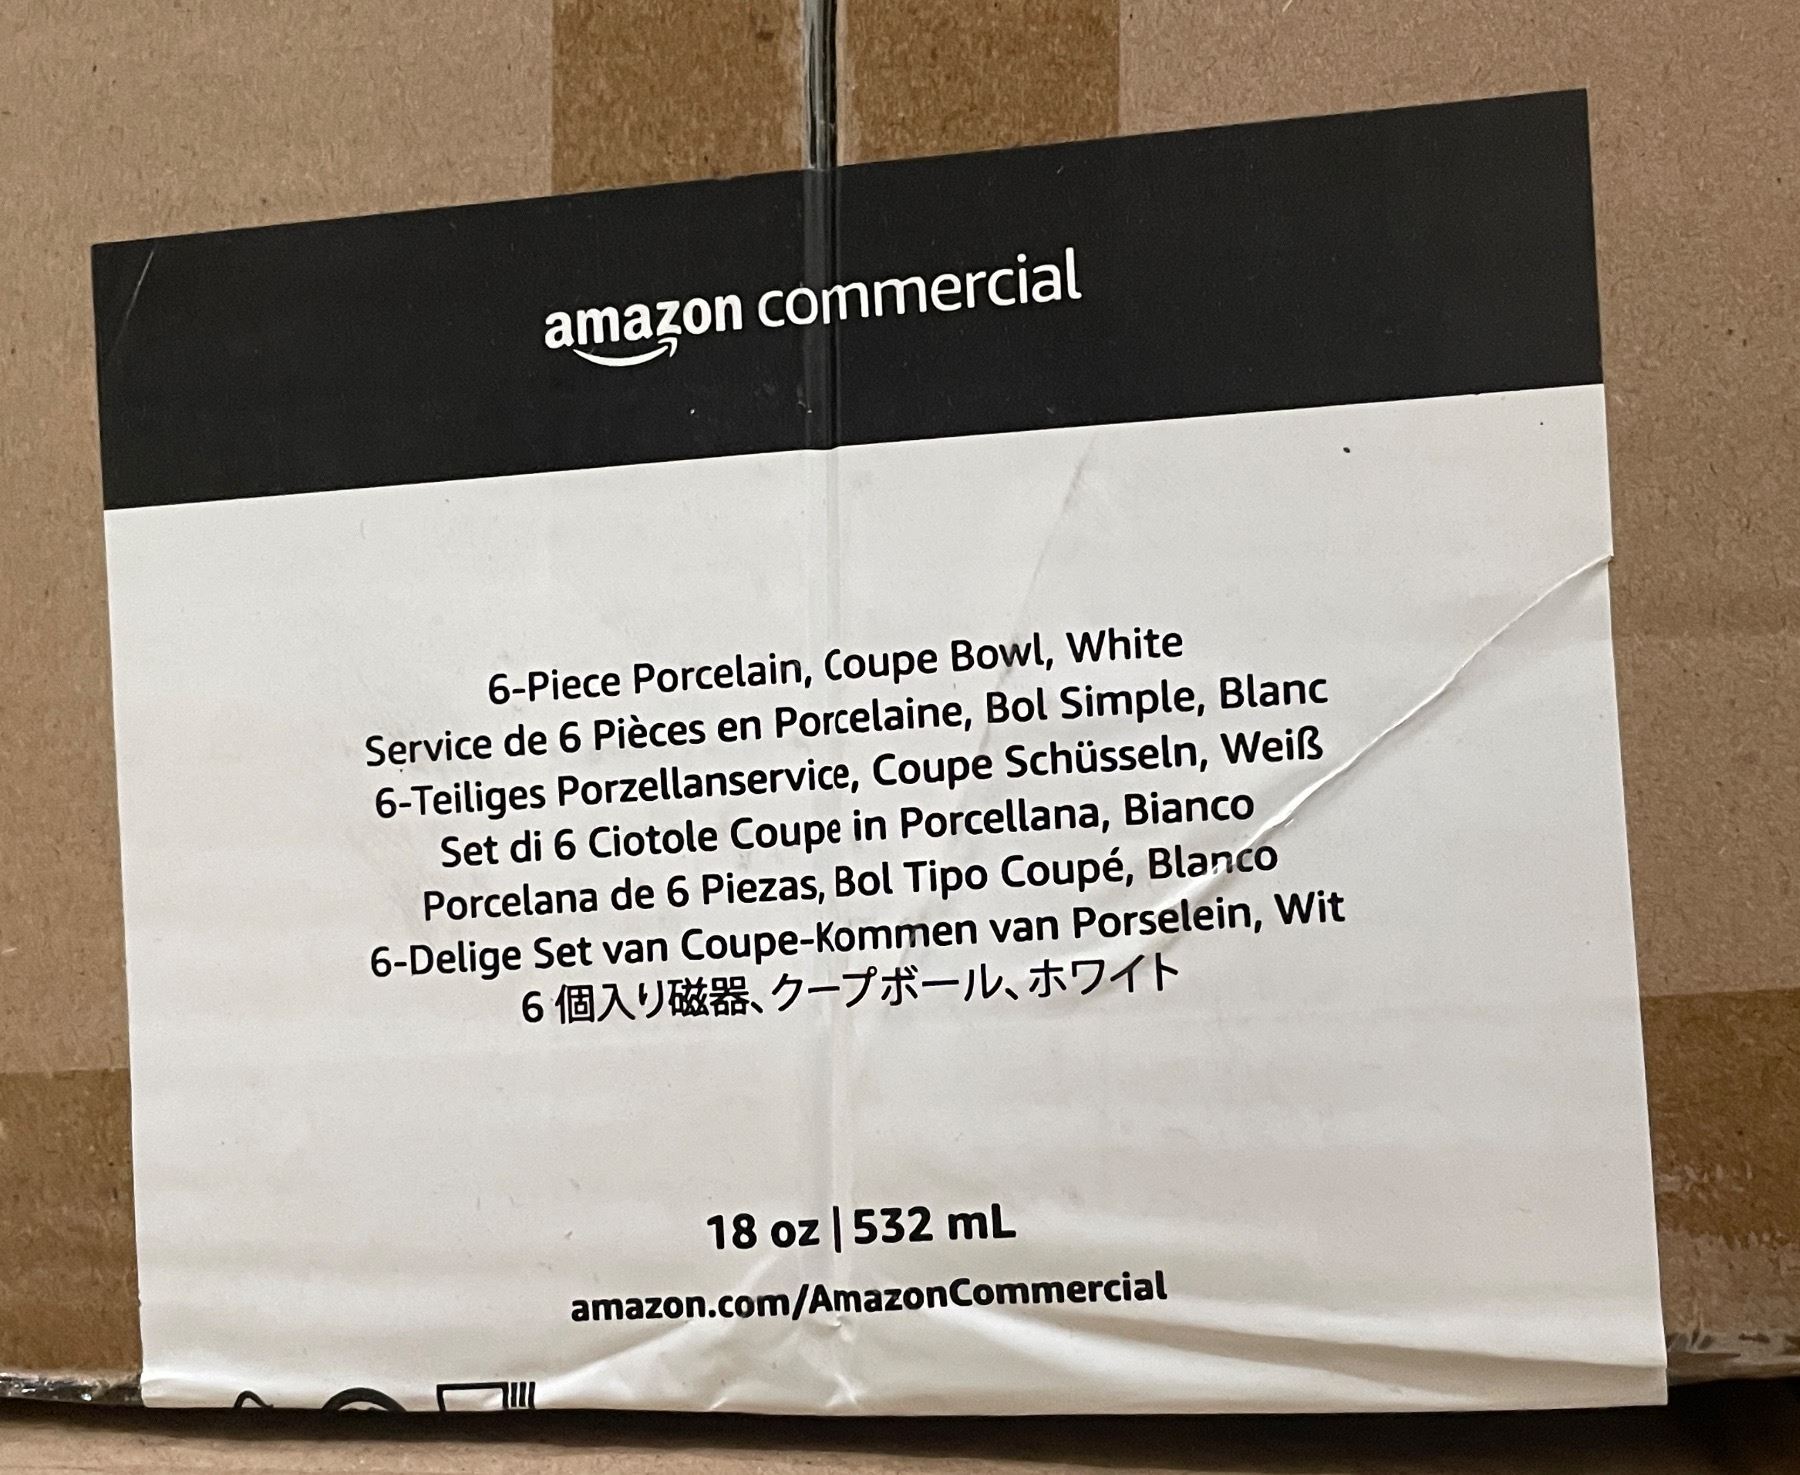 amazon commercial
6-Piece Porcelain, Coupe Bowl, White
Service de 6 Pièces en Porcelaine, Bol Simple, Blanc
6-Teiliges Porzellanservice, Coupe Schüsseln, Weiß
Set di 6 Ciotole Coupe in Porcellana, Bianco
Porcelana de 6 Piezas, Bol Tipo Coupé, Blanco
6-Delige Set van Coupe-Kommen van Porselein, Wit
6 個入り磁器、クープボール、ホワイト
18 oz | 532 mL
amazon.com/AmazonCommercial